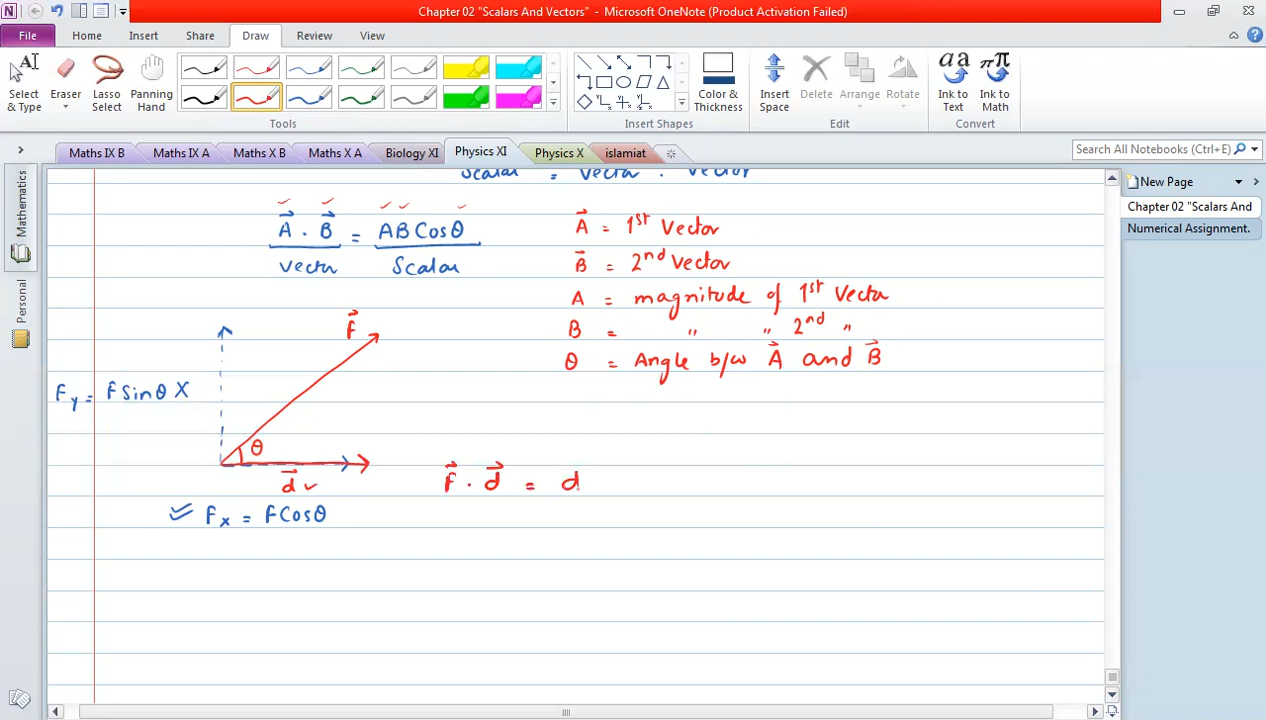 Chapter 02 "Scalars And Vectors" - Microsoft OneNote (Product Activation Failed)
File Home Insert Share Draw Review View
Select & Type
Eraser
Lasso Select
Panning Hand
Color & Thickness
Insert Space
Delete
Arrange
Rotate
Ink to Text
Ink to Math
Tools Insert Shapes Edit Convert
Maths IX B Maths IX A Maths X B Maths X A Biology XI Physics XI Physics X islamiat
Search All Notebooks (Ctrl+E)
Mathematics
Personal
New Page
Chapter 02 "Scalars And
Numerical Assignment.
Scalar = Vector . Vector
A⃗ . B⃗ = AB Cosθ
Vector Scalar
A⃗ = 1st Vector
B⃗ = 2nd Vector
A = magnitude of 1st Vector
B = " " 2nd "
θ = Angle b/w A⃗ and B⃗
F⃗
Fy = F Sinθ X
θ
d⃗ ✓
F⃗ . d⃗ = d
Fx = F Cosθ